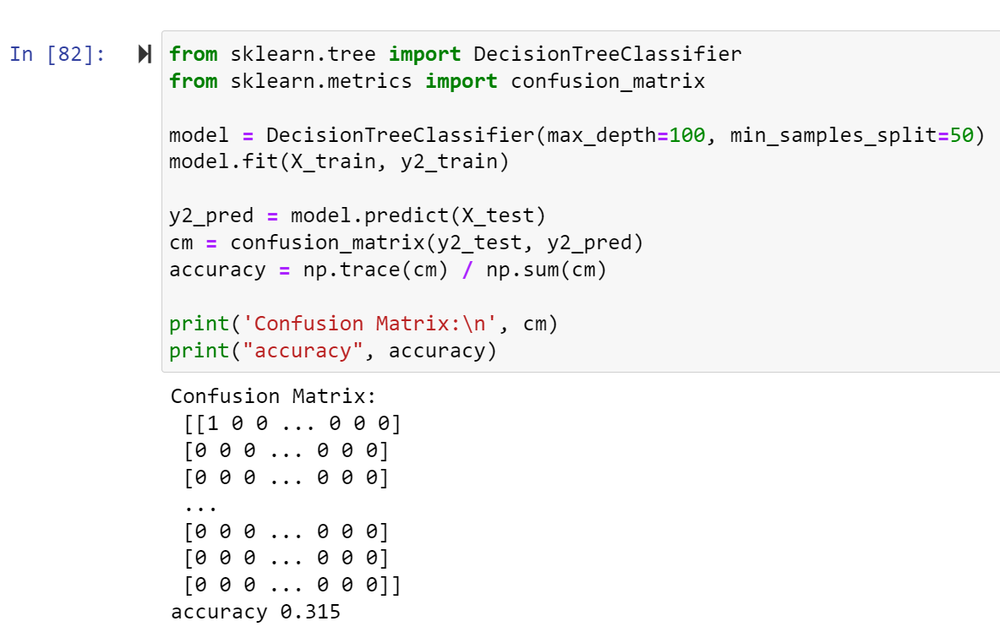 In [82]:
from sklearn.tree import DecisionTreeClassifier
from sklearn.metrics import confusion_matrix
model = DecisionTreeClassifier(max_depth=100, min_samples_split=50)
model.fit(X_train, y2_train)
y2_pred = model.predict(X_test)
cm = confusion_matrix(y2_test, y2_pred)
accuracy = np.trace(cm) / np.sum(cm)
print('Confusion Matrix:\n', cm)
print("accuracy", accuracy)
Confusion Matrix:
[[1 0 0 ... 0 0 0]
[0 0 0 ... 0 0 0]
[0 0 0 ... 0 0 0]
...
[0 0 0 ... 0 0 0]
[0 0 0 ... 0 0 0]
[0 0 0 ... 0 0 0]]
accuracy 0.315